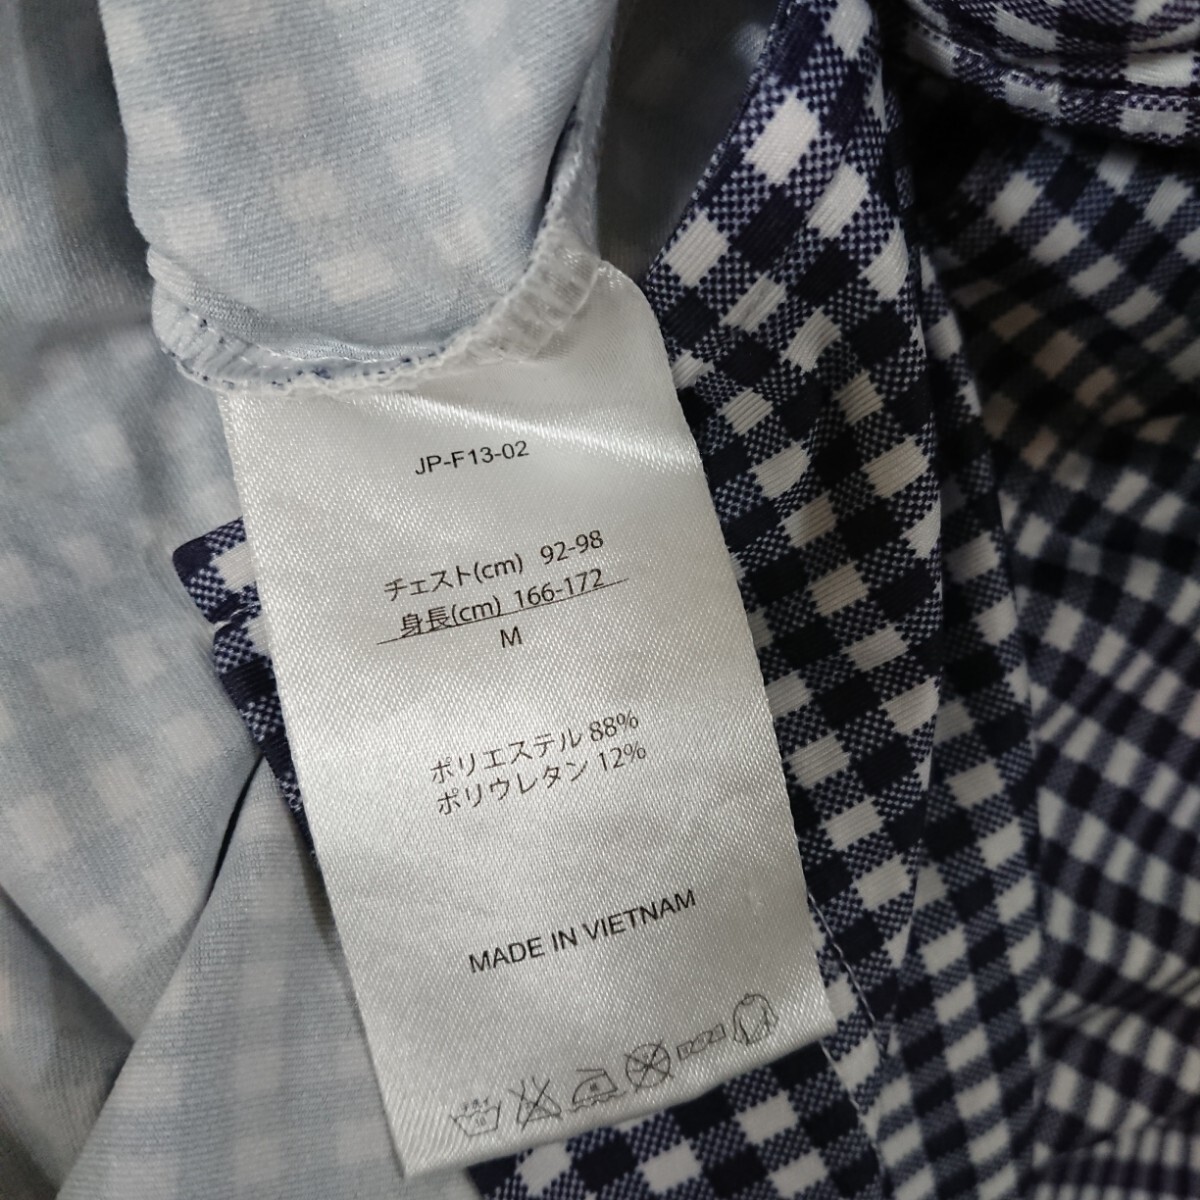 JP-F13-02
チェスト(cm) 92-98
身長(cm) 166-172
M
ポリエステル 88%
ポリウレタン 12%
MADE IN VIETNAM